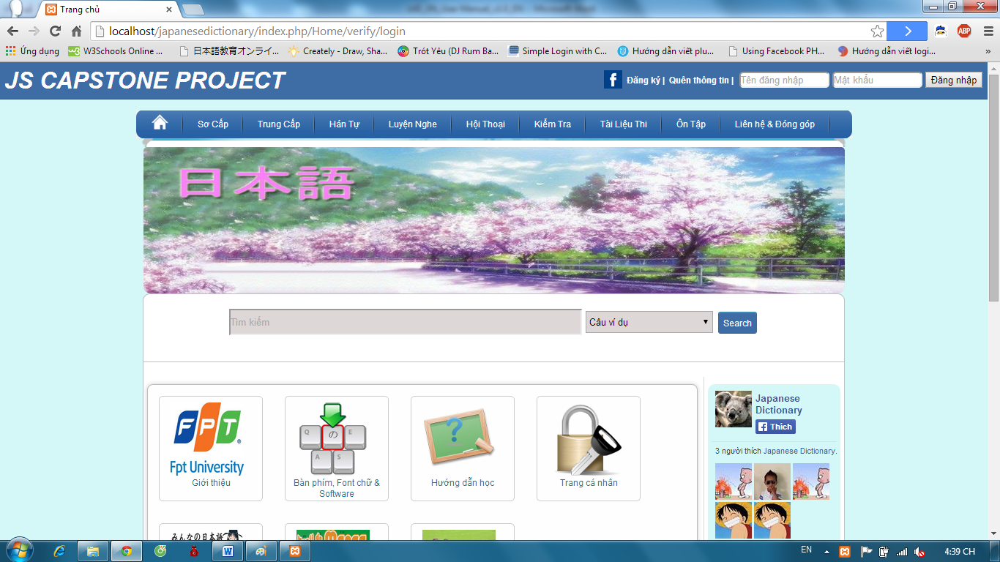 Trang chủ
localhost/japanesedictionary/index.php/Home/verify/login
ABP
Ứng dụng W3Schools Online ... 日本語教育オンライ... Creately - Draw, Sha... Trót Yêu (DJ Rum Ba... Simple Login with C... Hướng dẫn viết plu... Using Facebook PH... Hướng dẫn viết logi... »
JS CAPSTONE PROJECT
Đăng ký | Quên thông tin | Tên đăng nhập Mật khẩu Đăng nhập
Sơ Cấp Trung Cấp Hán Tự Luyện Nghe Hội Thoại Kiểm Tra Tài Liệu Thi Ôn Tập Liên hệ & Đóng góp
日本語
Tìm kiếm Câu ví dụ Search
FPT
Fpt University
Giới thiệu
Q の E
A S
Bàn phím, Font chữ &
Software
?
Hướng dẫn học
Trang cá nhân
Japanese
Dictionary
Thích
3 người thích Japanese Dictionary.
みんなの日本語
EN 4:39 CH